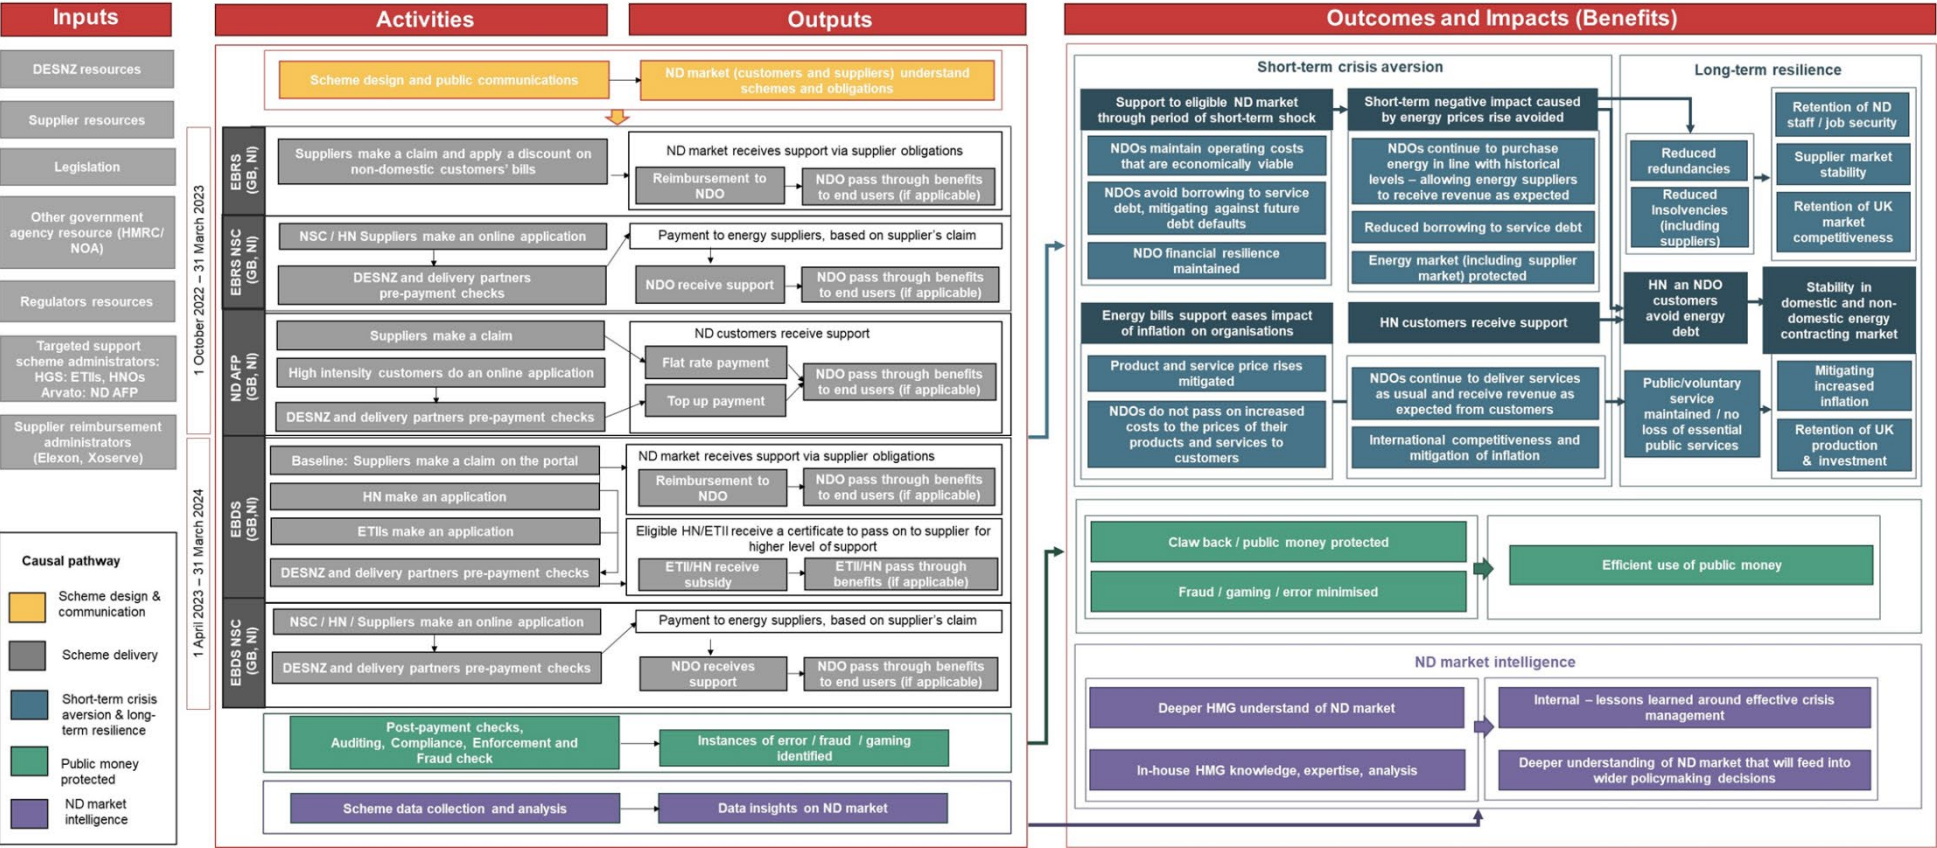 Inputs
DESNZ resources
Supplier resources
Legislation
Other government
agency resource (HMRC/
NOA)
Regulators resources
Targeted support
scheme administrators:
HGS: ETIIs, HNOs
Arvato: ND AFP
Supplier reimbursement
administrators
(Elexon, Xoserve)
Causal pathway
Scheme design &
communication
Scheme delivery
Short-term crisis
aversion & long-
term resilience
Public money
protected
ND market
intelligence
Activities
Outputs
Scheme design and public communications
ND market (customers and suppliers) understand
schemes and obligations
1 October 2022 – 31 March 2023
EBRS
(GB, NI)
Suppliers make a claim and apply a discount on
non-domestic customers' bills
ND market receives support via supplier obligations
Reimbursement to
NDO
NDO pass through benefits
to end users (if applicable)
EBRS NSC
(GB, NI)
NSC / HN Suppliers make an online application
DESNZ and delivery partners
pre-payment checks
Payment to energy suppliers, based on supplier's claim
NDO receive support
NDO pass through benefits
to end users (if applicable)
ND AFP
(GB, NI)
Suppliers make a claim
High intensity customers do an online application
DESNZ and delivery partners pre-payment checks
ND customers receive support
Flat rate payment
Top up payment
NDO pass through benefits
to end users (if applicable)
1 April 2023 – 31 March 2024
EBDS
(GB,NI)
Baseline: Suppliers make a claim on the portal
HN make an application
ETIIs make an application
DESNZ and delivery partners pre-payment checks
ND market receives support via supplier obligations
Reimbursement to
NDO
NDO pass through benefits
to end users (if applicable)
Eligible HN/ETII receive a certificate to pass on to supplier for
higher level of support
ETII/HN receive
subsidy
ETII/HN pass through
benefits (if applicable)
EBDS NSC
(GB, NI)
NSC / HN / Suppliers make an online application
DESNZ and delivery partners pre-payment checks
Payment to energy suppliers, based on supplier's claim
NDO receives
support
NDO pass through benefits
to end users (if applicable)
Post-payment checks,
Auditing, Compliance, Enforcement and
Fraud check
Instances of error / fraud / gaming
identified
Scheme data collection and analysis
Data insights on ND market
Outcomes and Impacts (Benefits)
Short-term crisis aversion
Support to eligible ND market
through period of short-term shock
NDOs maintain operating costs
that are economically viable
NDOs avoid borrowing to service
debt, mitigating against future
debt defaults
NDO financial resilience
maintained
Short-term negative impact caused
by energy prices rise avoided
NDOs continue to purchase
energy in line with historical
levels – allowing energy suppliers
to receive revenue as expected
Reduced borrowing to service debt
Energy market (including supplier
market) protected
Energy bills support eases impact
of inflation on organisations
Product and service price rises
mitigated
NDOs do not pass on increased
costs to the prices of their
products and services to
customers
HN customers receive support
NDOs continue to deliver services
as usual and receive revenue as
expected from customers
International competitiveness and
mitigation of inflation
Long-term resilience
Reduced
redundancies
Reduced
Insolvencies
(including
suppliers)
Retention of ND
staff / job security
Supplier market
stability
Retention of UK
market
competitiveness
HN an NDO
customers
avoid energy
debt
Stability in
domestic and non-
domestic energy
contracting market
Public/voluntary
service
maintained / no
loss of essential
public services
Mitigating
increased
inflation
Retention of UK
production
& investment
Claw back / public money protected
Fraud / gaming / error minimised
Efficient use of public money
ND market intelligence
Deeper HMG understand of ND market
In-house HMG knowledge, expertise, analysis
Internal – lessons learned around effective crisis
management
Deeper understanding of ND market that will feed into
wider policymaking decisions